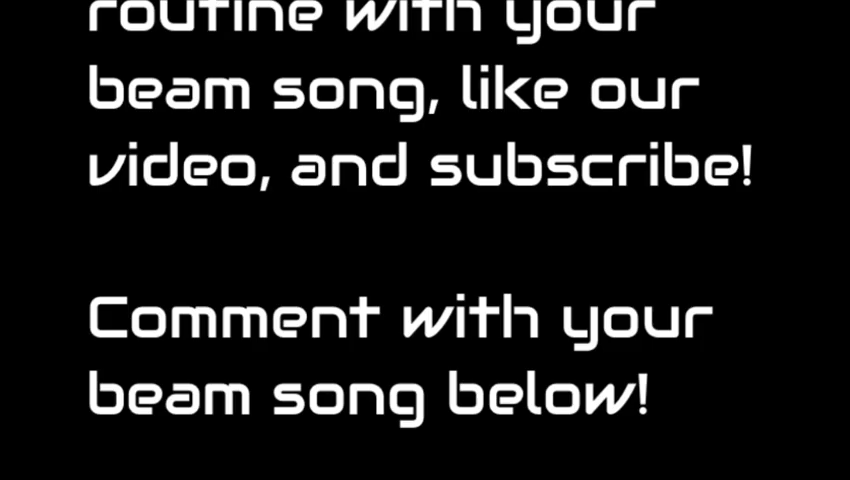 routine with your
beam song, like our
video, and subscribe!
Comment with your
beam song below!